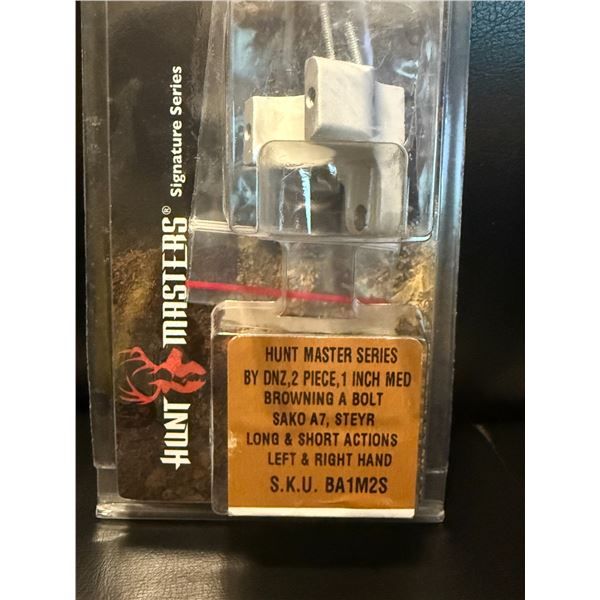 HUNT MASTERS®
Signature Series
HUNT MASTER SERIES
BY DNZ,2 PIECE,1 INCH MED
BROWNING A BOLT
SAKO A7, STEYR
LONG & SHORT ACTIONS
LEFT & RIGHT HAND
S.K.U. BA1M2S